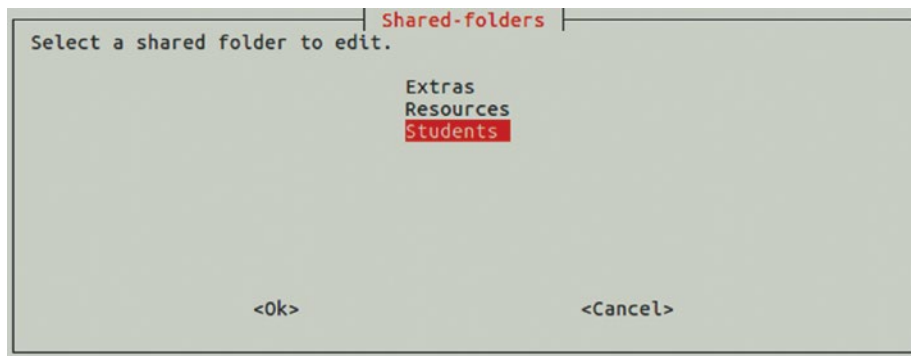 Shared-folders
Select a shared folder to edit.
Extras
Resources
Students
<Ok> <Cancel>